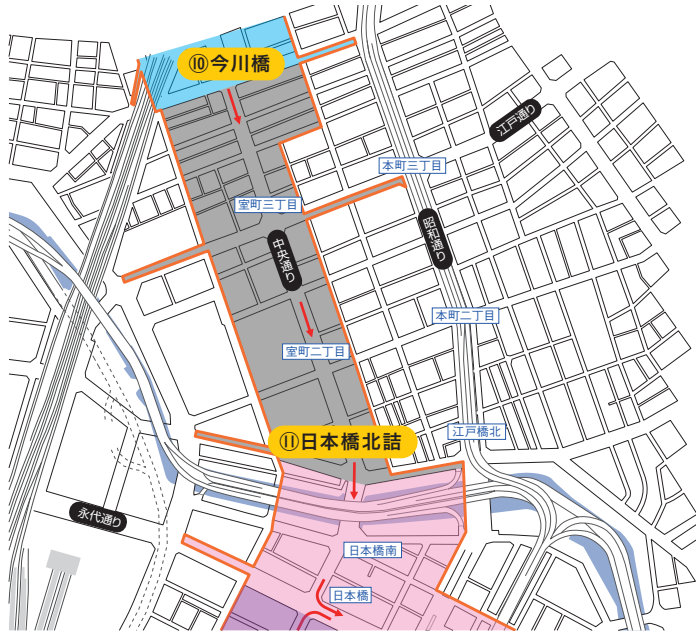 ⑩今川橋
江戸通り
本町三丁目
室町三丁目
昭和通り
中央通り
本町二丁目
室町二丁目
江戸橋北
⑪日本橋北詰
永代通り
日本橋南
日本橋